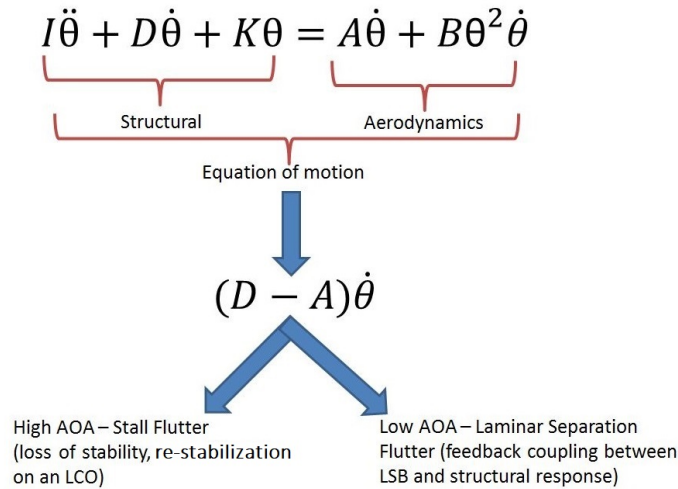 Iθ̈ + Dθ̇ + Kθ = Aθ̇ + Bθ²θ̇
Structural
Aerodynamics
Equation of motion
(D − A)θ̇
High AOA – Stall Flutter
(loss of stability, re-stabilization
on an LCO)
Low AOA – Laminar Separation
Flutter (feedback coupling between
LSB and structural response)